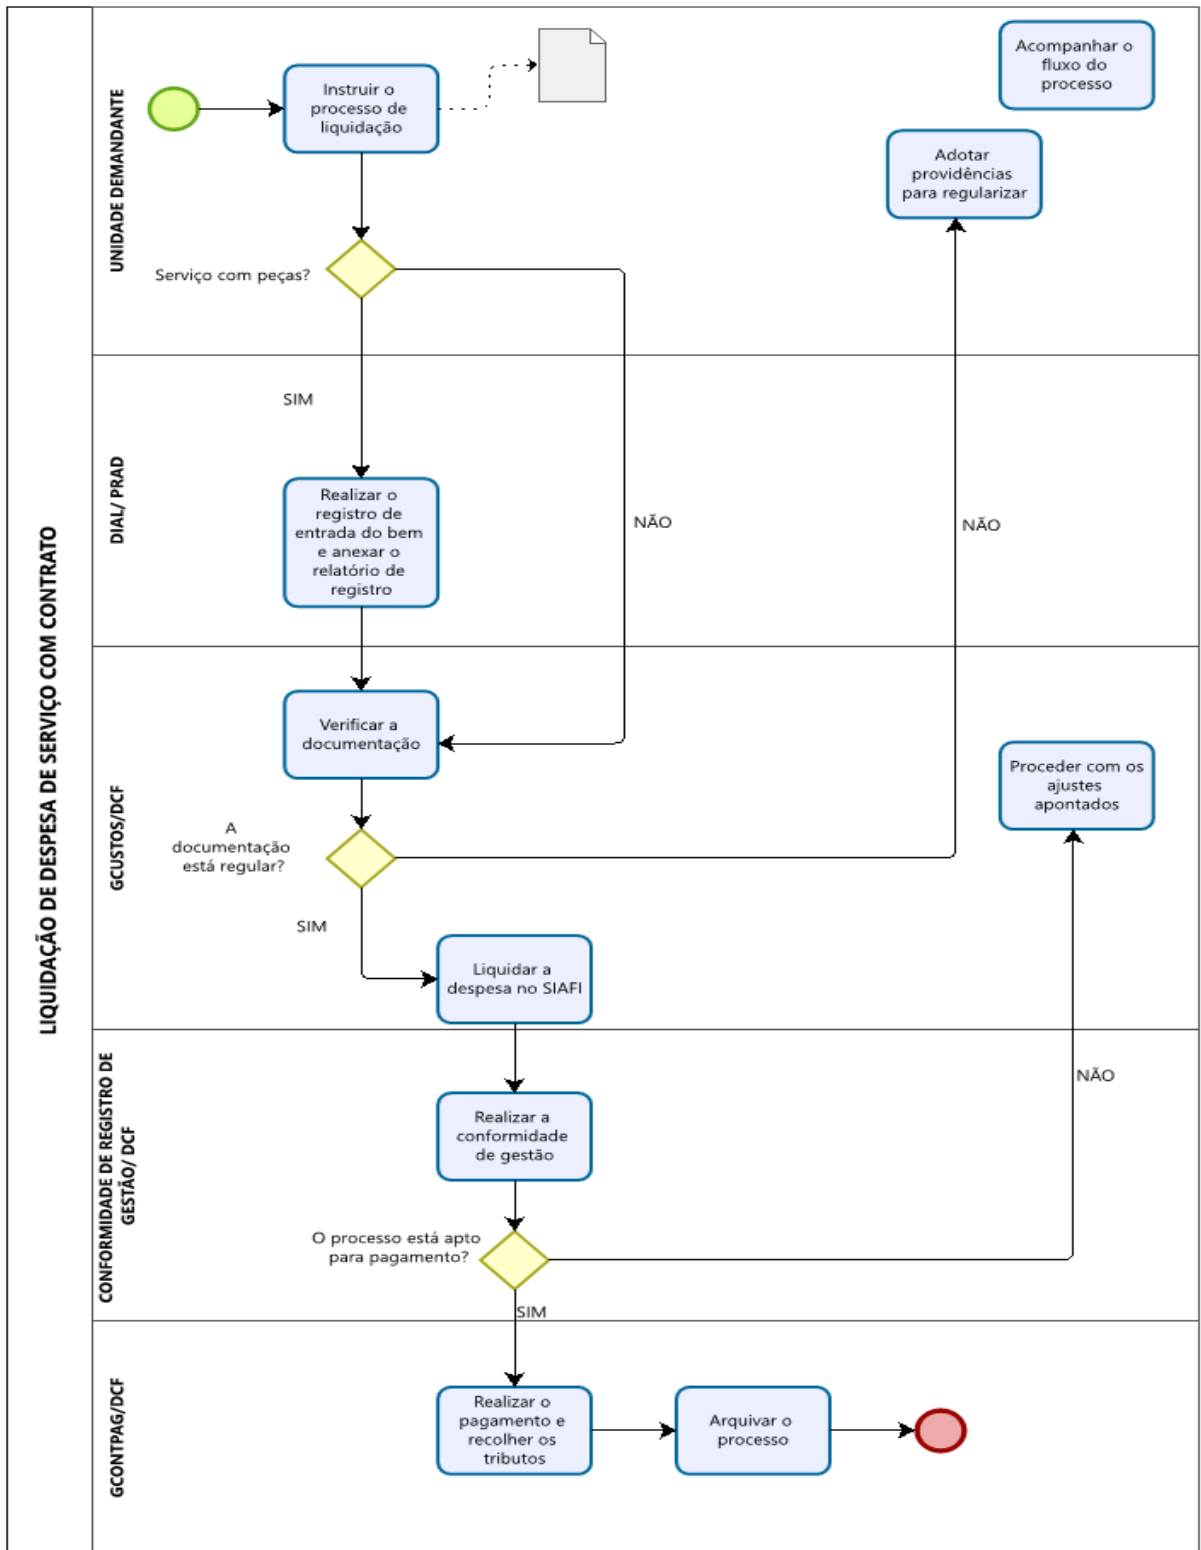 LIQUIDAÇÃO DE DESPESA DE SERVIÇO COM CONTRATO
UNIDADE DEMANDANTE
Instruir o
processo de
liquidação
Acompanhar o
fluxo do
processo
Adotar
providências
para regularizar
Serviço com peças?
DIAL/ PRAD
SIM
Realizar o
registro de
entrada do bem
e anexar o
relatório de
registro
NÃO
NÃO
GCUSTOS/DCF
Verificar a
documentação
Proceder com os
ajustes
apontados
A
documentação
está regular?
SIM
Liquidar a
despesa no SIAFI
CONFORMIDADE DE REGISTRO DE
GESTÃO/ DCF
NÃO
Realizar a
conformidade
de gestão
O processo está apto
para pagamento?
SIM
GCONTPAG/DCF
Realizar o
pagamento e
recolher os
tributos
Arquivar o
processo